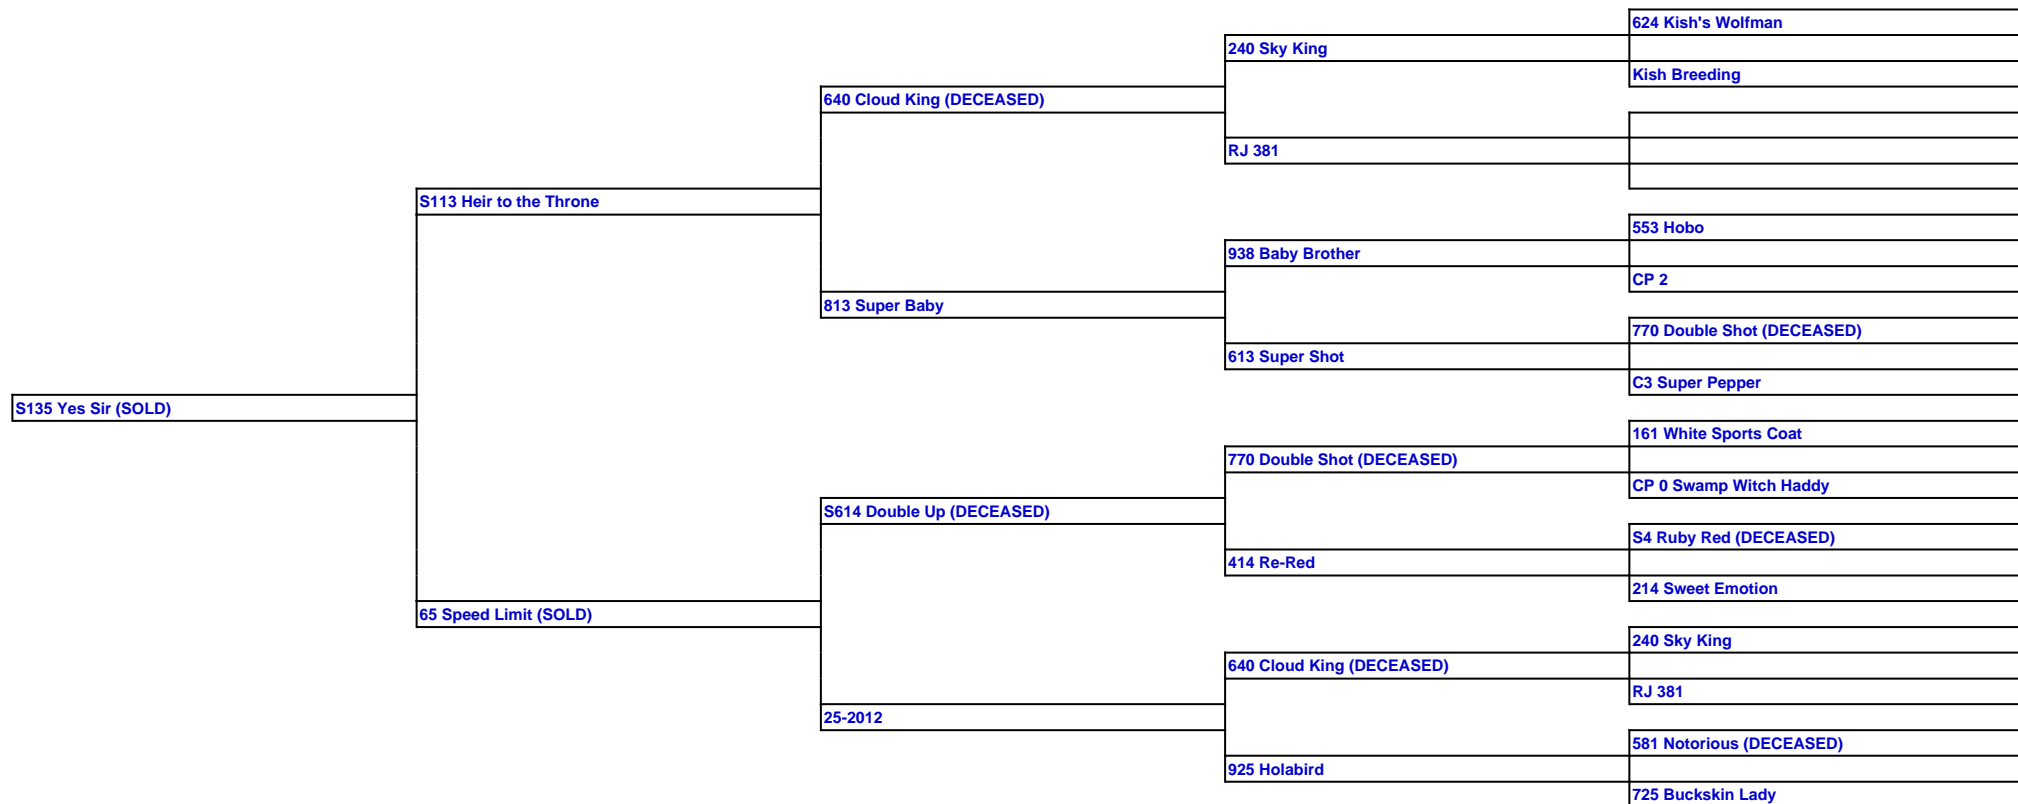 624 Kish's Wolfman
240 Sky King
Kish Breeding
640 Cloud King (DECEASED)
RJ 381
S113 Heir to the Throne
553 Hobo
938 Baby Brother
CP 2
813 Super Baby
770 Double Shot (DECEASED)
613 Super Shot
C3 Super Pepper
S135 Yes Sir (SOLD)
161 White Sports Coat
770 Double Shot (DECEASED)
CP 0 Swamp Witch Haddy
S614 Double Up (DECEASED)
S4 Ruby Red (DECEASED)
414 Re-Red
214 Sweet Emotion
65 Speed Limit (SOLD)
240 Sky King
640 Cloud King (DECEASED)
RJ 381
25-2012
581 Notorious (DECEASED)
925 Holabird
725 Buckskin Lady